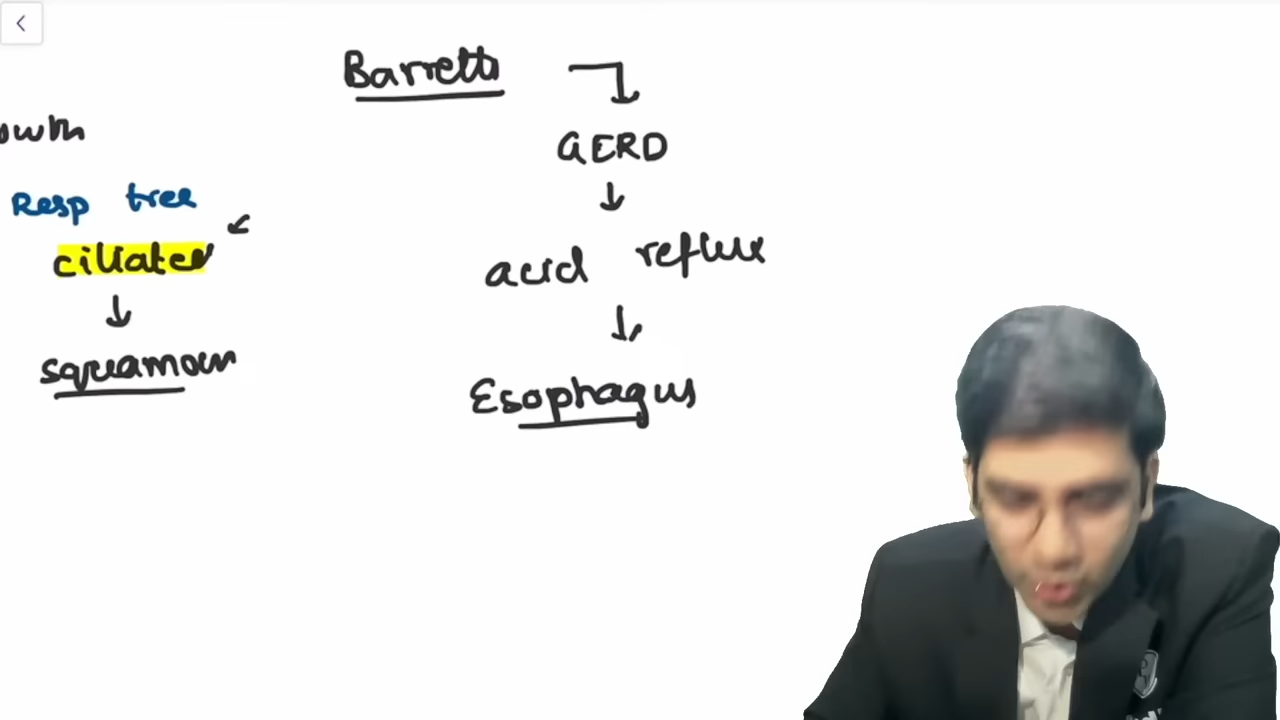 Barretts
GERD
acid reflux
Esophagus
owth
Resp tree
ciliated
squamous